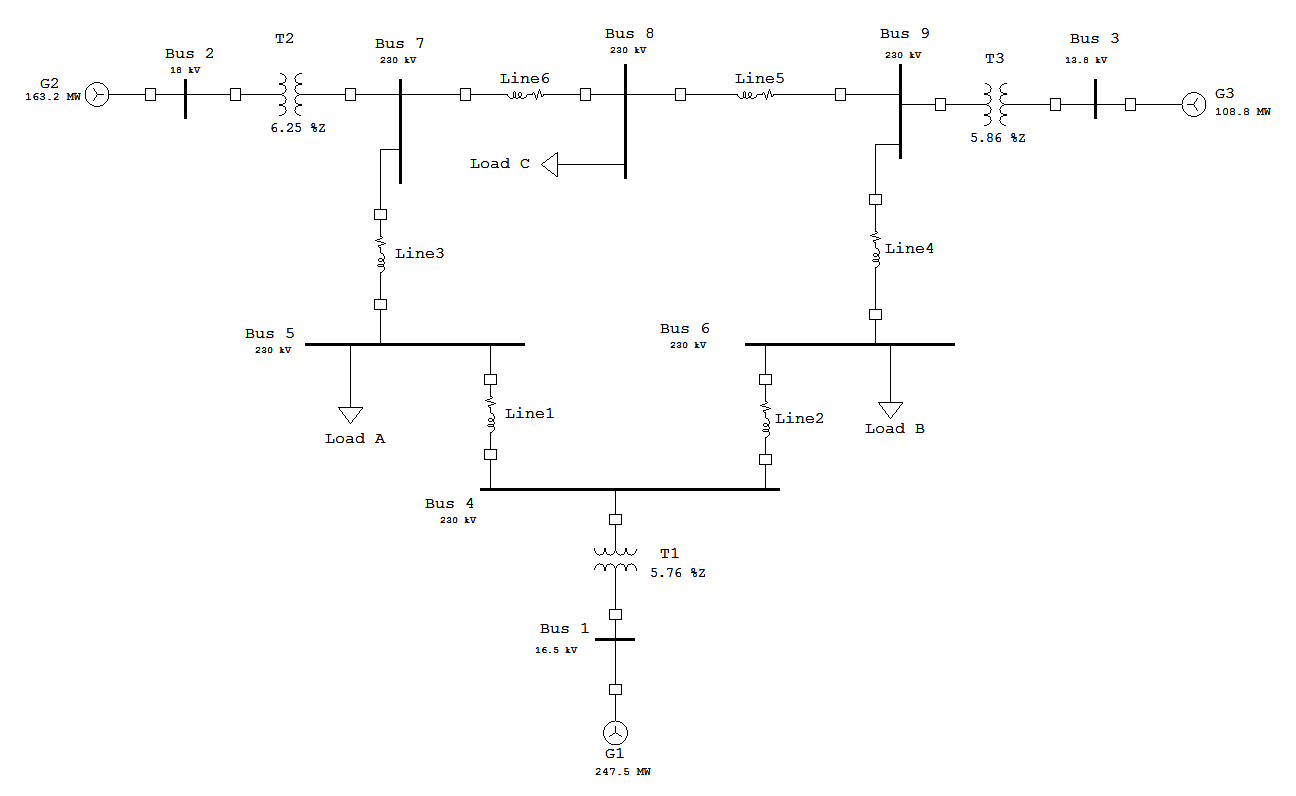 T2
Bus 2
18 kV
G2
163.2 MW
6.25 %Z
Bus 7
230 kV
Line6
Bus 8
230 kV
Line5
Bus 9
230 kV
T3
5.86 %Z
Bus 3
13.8 kV
G3
108.8 MW
Load C
Line3
Line4
Bus 5
230 kV
Bus 6
230 kV
Load A
Line1
Line2
Load B
Bus 4
230 kV
T1
5.76 %Z
Bus 1
16.5 kV
G1
247.5 MW